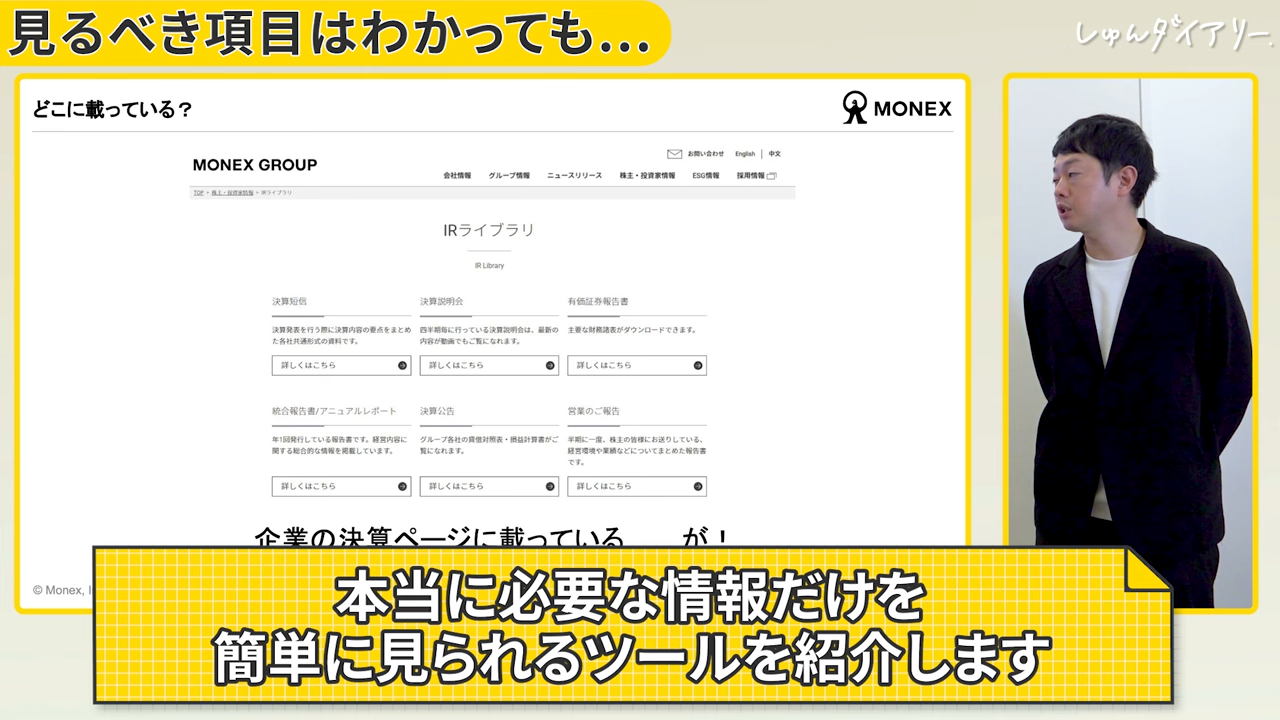 見るべき項目はわかっても…
しゅんダイアリー.
どこに載っている？
MONEX
MONEX GROUP
お問い合わせ English 中文
会社情報 グループ情報 ニュースリリース 株主・投資家情報 ESG情報 採用情報
TOP > 株主・投資家情報 > IRライブラリ
IRライブラリ
IR Library
決算短信 決算説明会 有価証券報告書
決算発表を行う際に決算内容の要点をまとめ 四半期毎に行っている決算説明会は、最新の 主要な財務諸表がダウンロードできます。
た各社共通形式の資料です。 内容が動画でもご覧になれます。
詳しくはこちら 詳しくはこちら 詳しくはこちら
統合報告書/アニュアルレポート 決算公告 営業のご報告
年1回発行している報告書です。経営内容に グループ各社の貸借対照表・損益計算書がご 半期に一度、株主の皆様にお送りしている、
関する総合的な情報を掲載しています。 覧になれます。 経営環境や業績などについてまとめた報告書
です。
詳しくはこちら 詳しくはこちら 詳しくはこちら
企業の決算ページに載っている……が！
© Monex, I
本当に必要な情報だけを
簡単に見られるツールを紹介します